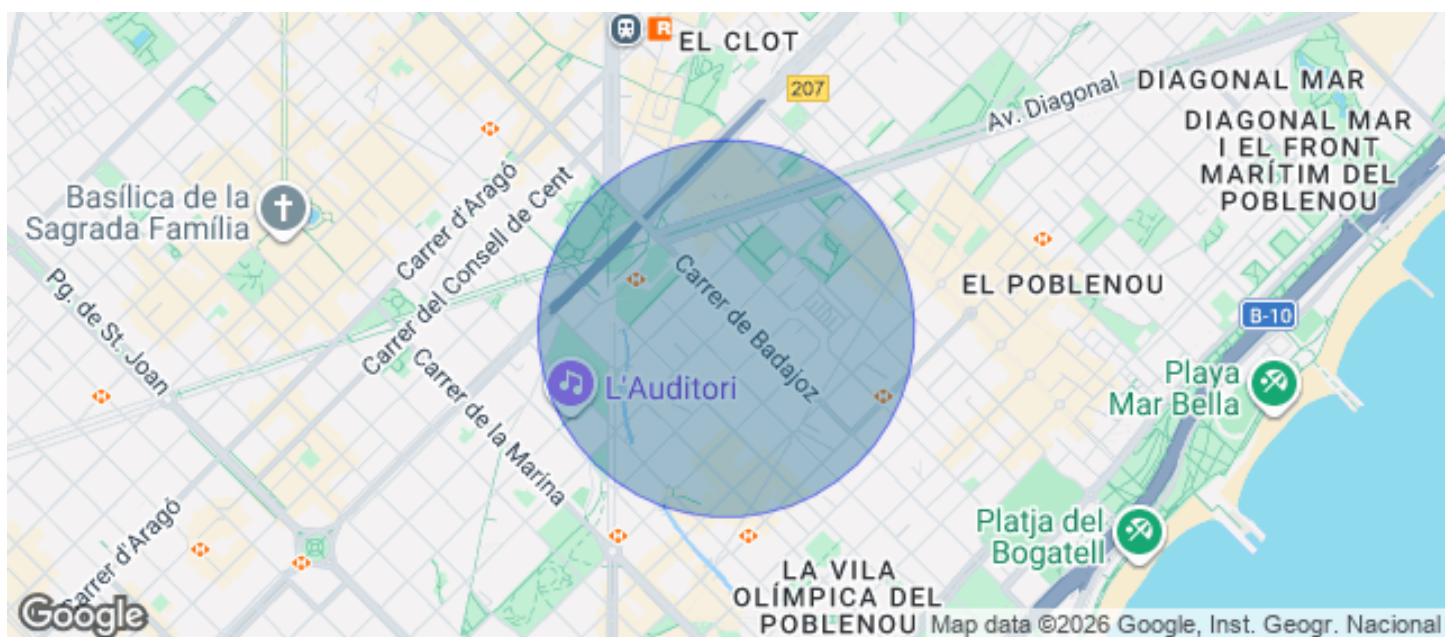 R
EL CLOT
207
Av. Diagonal
DIAGONAL MAR
DIAGONAL MAR
I EL FRONT
MARÍTIM DEL
POBLENOU
Basílica de la
Sagrada Família
Carrer d'Aragó
Carrer del Consell de Cent
Pg. de St. Joan
Carrer de Badajoz
EL POBLENOU
B-10
L'Auditori
Carrer de la Marina
Playa
Mar Bella
Carrer d'Aragó
Platja del
Bogatell
LA VILA
OLÍMPICA DEL
POBLENOU
Google
Map data ©2026 Google, Inst. Geogr. Nacional